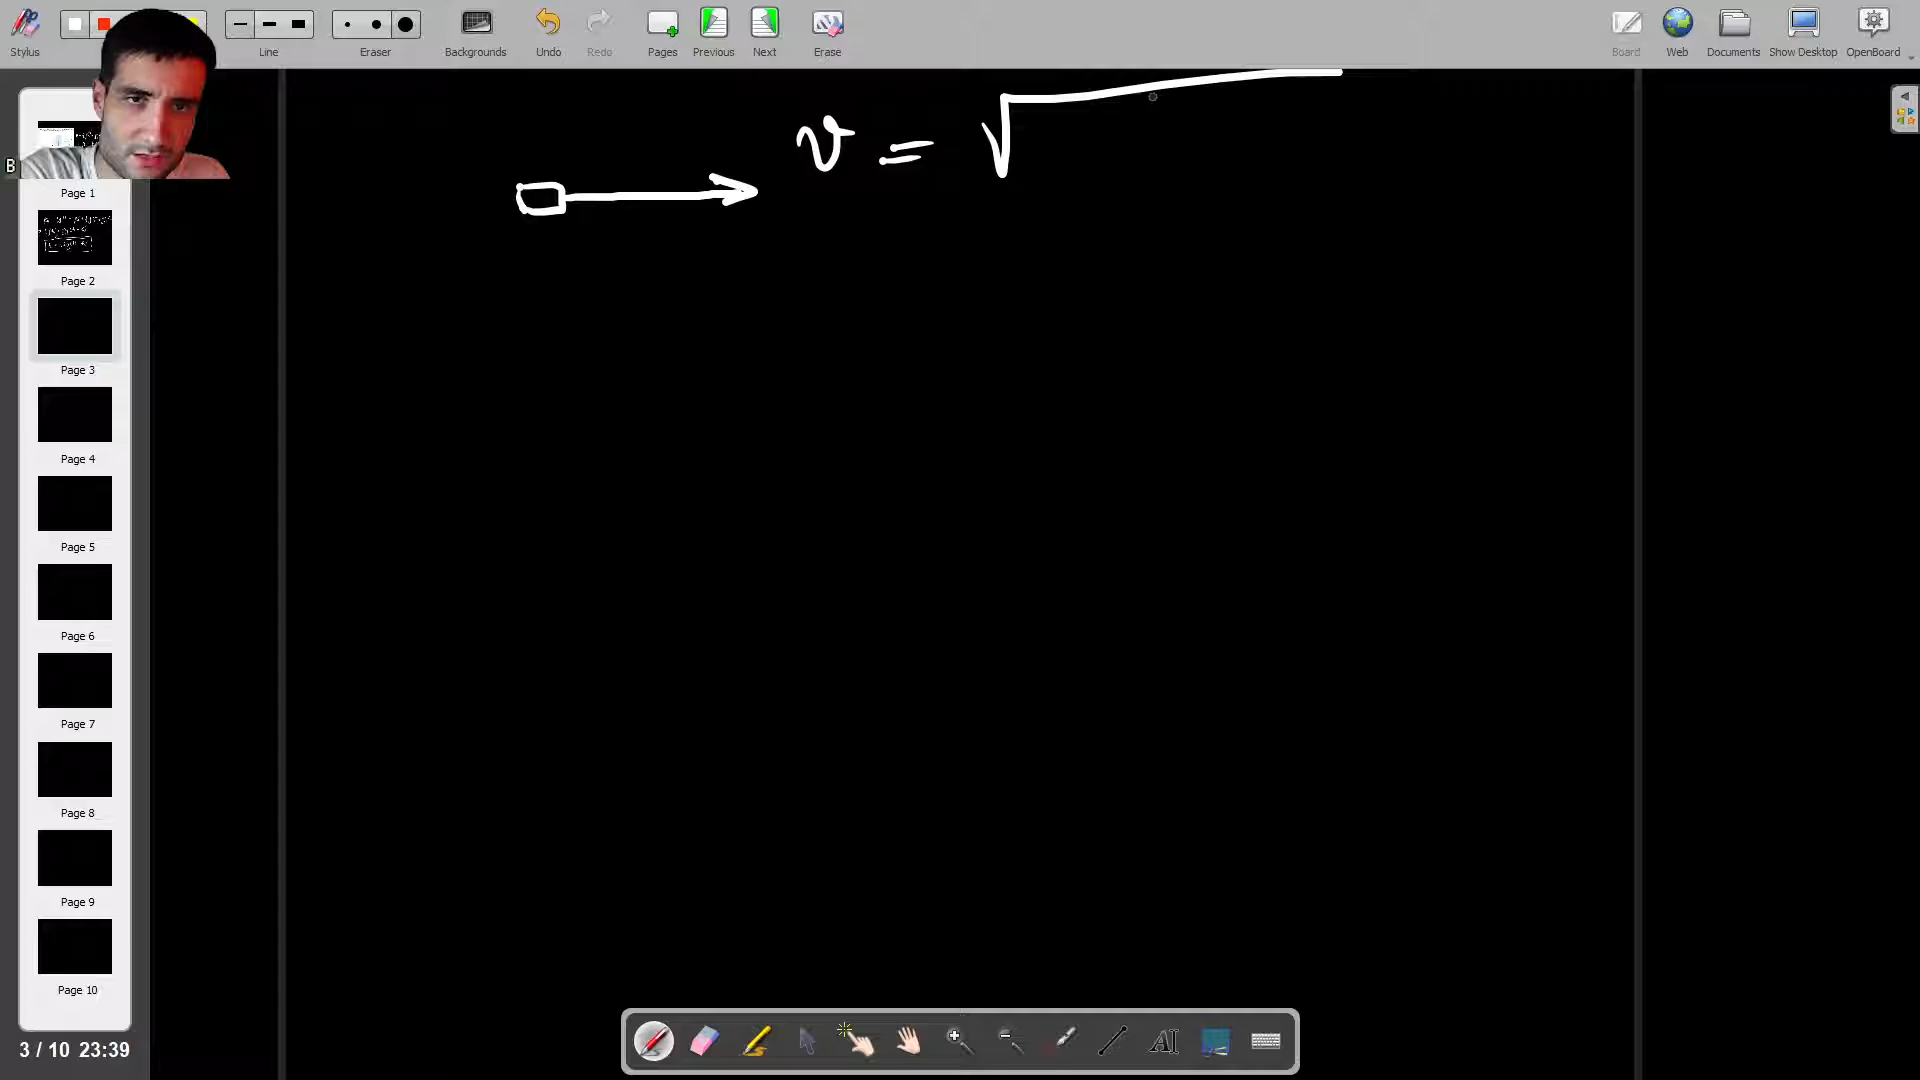 Stylus Line Eraser Backgrounds Undo Redo Pages Previous Next Erase Board Web Documents Show Desktop OpenBoard
v = √
B
Page 1
Page 2
Page 3
Page 4
Page 5
Page 6
Page 7
Page 8
Page 9
Page 10
3 / 10 23:39
AI